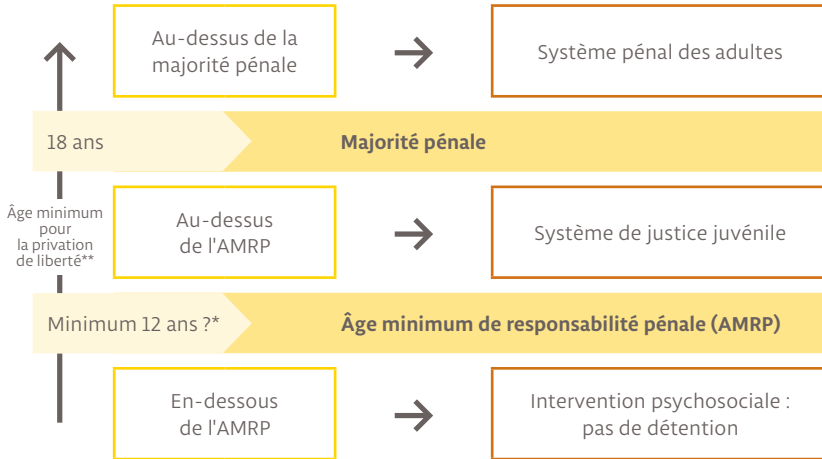 Au-dessus de la
majorité pénale
Système pénal des adultes
18 ans
Majorité pénale
Âge minimum
pour
la privation
de liberté**
Au-dessus
de l'AMRP
Système de justice juvénile
Minimum 12 ans ?*
Âge minimum de responsabilité pénale (AMRP)
En-dessous
de l'AMRP
Intervention psychosociale :
pas de détention